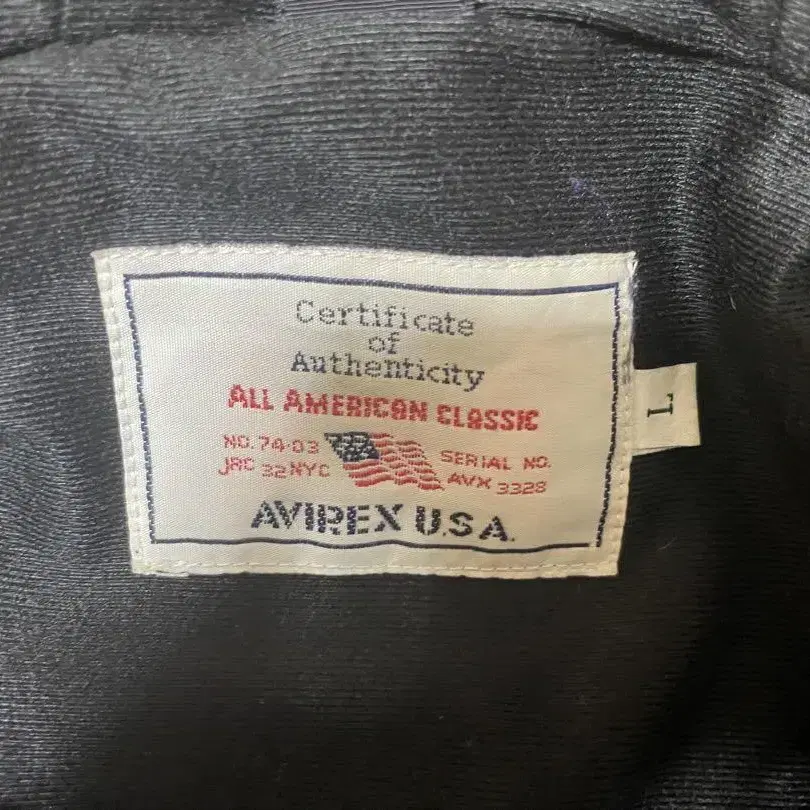 Certificate
of
Authenticity
ALL AMERICAN CLASSIC
NO. 74-03
JRC 32 NYC
SERIAL NO.
AVX 3328
AVIREX U.S.A.
L